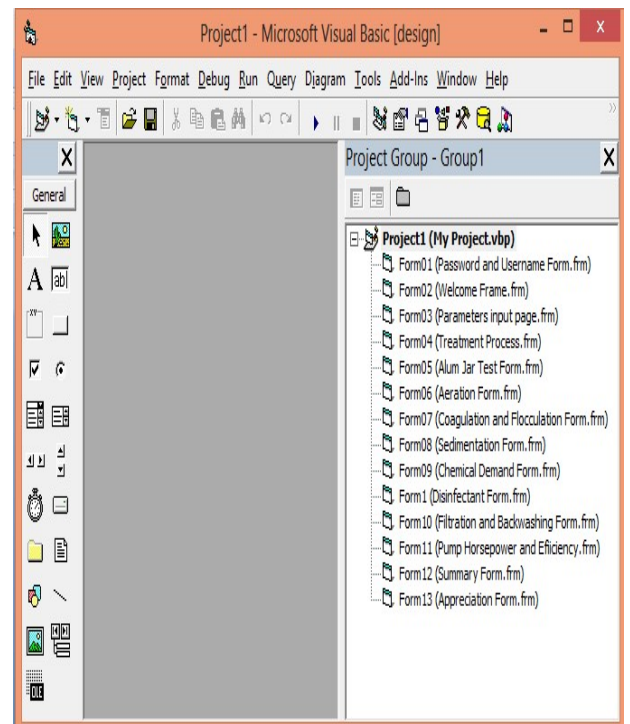 Project1 - Microsoft Visual Basic [design]
File Edit View Project Format Debug Run Query Diagram Tools Add-Ins Window Help
Project Group - Group1
General
Project1 (My Project.vbp)
Form01 (Password and Username Form.frm)
Form02 (Welcome Frame.frm)
Form03 (Parameters input page.frm)
Form04 (Treatment Process.frm)
Form05 (Alum Jar Test Form.frm)
Form06 (Aeration Form.frm)
Form07 (Coagulation and Flocculation Form.frm)
Form08 (Sedimentation Form.frm)
Form09 (Chemical Demand Form.frm)
Form1 (Disinfectant Form.frm)
Form10 (Filtration and Backwashing Form.frm)
Form11 (Pump Horsepower and Eficiency.frm)
Form12 (Summary Form.frm)
Form13 (Appreciation Form.frm)
A ab
XY
OLE